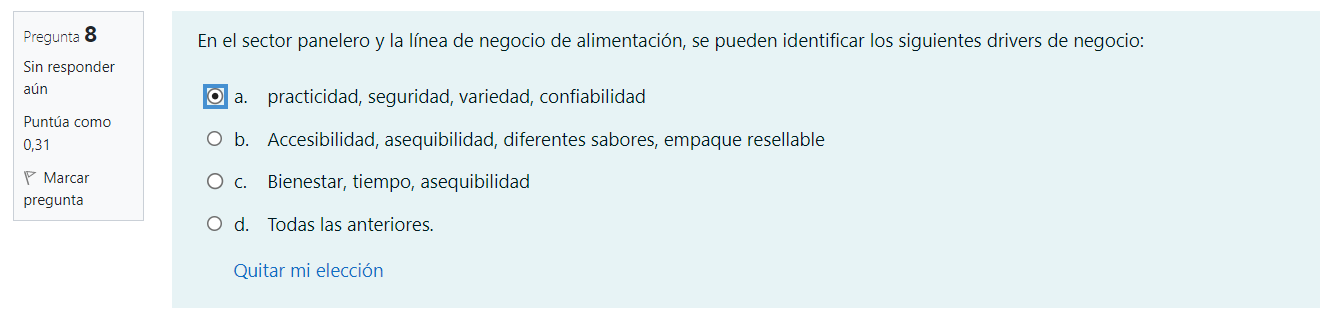 Pregunta 8
Sin responder
aún
Puntúa como
0,31
Marcar
pregunta
En el sector panelero y la línea de negocio de alimentación, se pueden identificar los siguientes drivers de negocio:
a. practicidad, seguridad, variedad, confiabilidad
b. Accesibilidad, asequibilidad, diferentes sabores, empaque resellable
c. Bienestar, tiempo, asequibilidad
d. Todas las anteriores.
Quitar mi elección